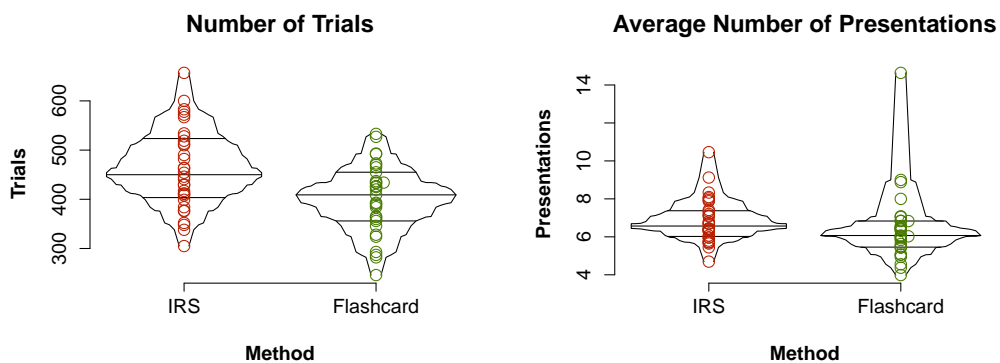 Number of Trials
Trials
600
500
400
300
IRS
Flashcard
Method
Average Number of Presentations
Presentations
14
10
8
6
4
IRS
Flashcard
Method